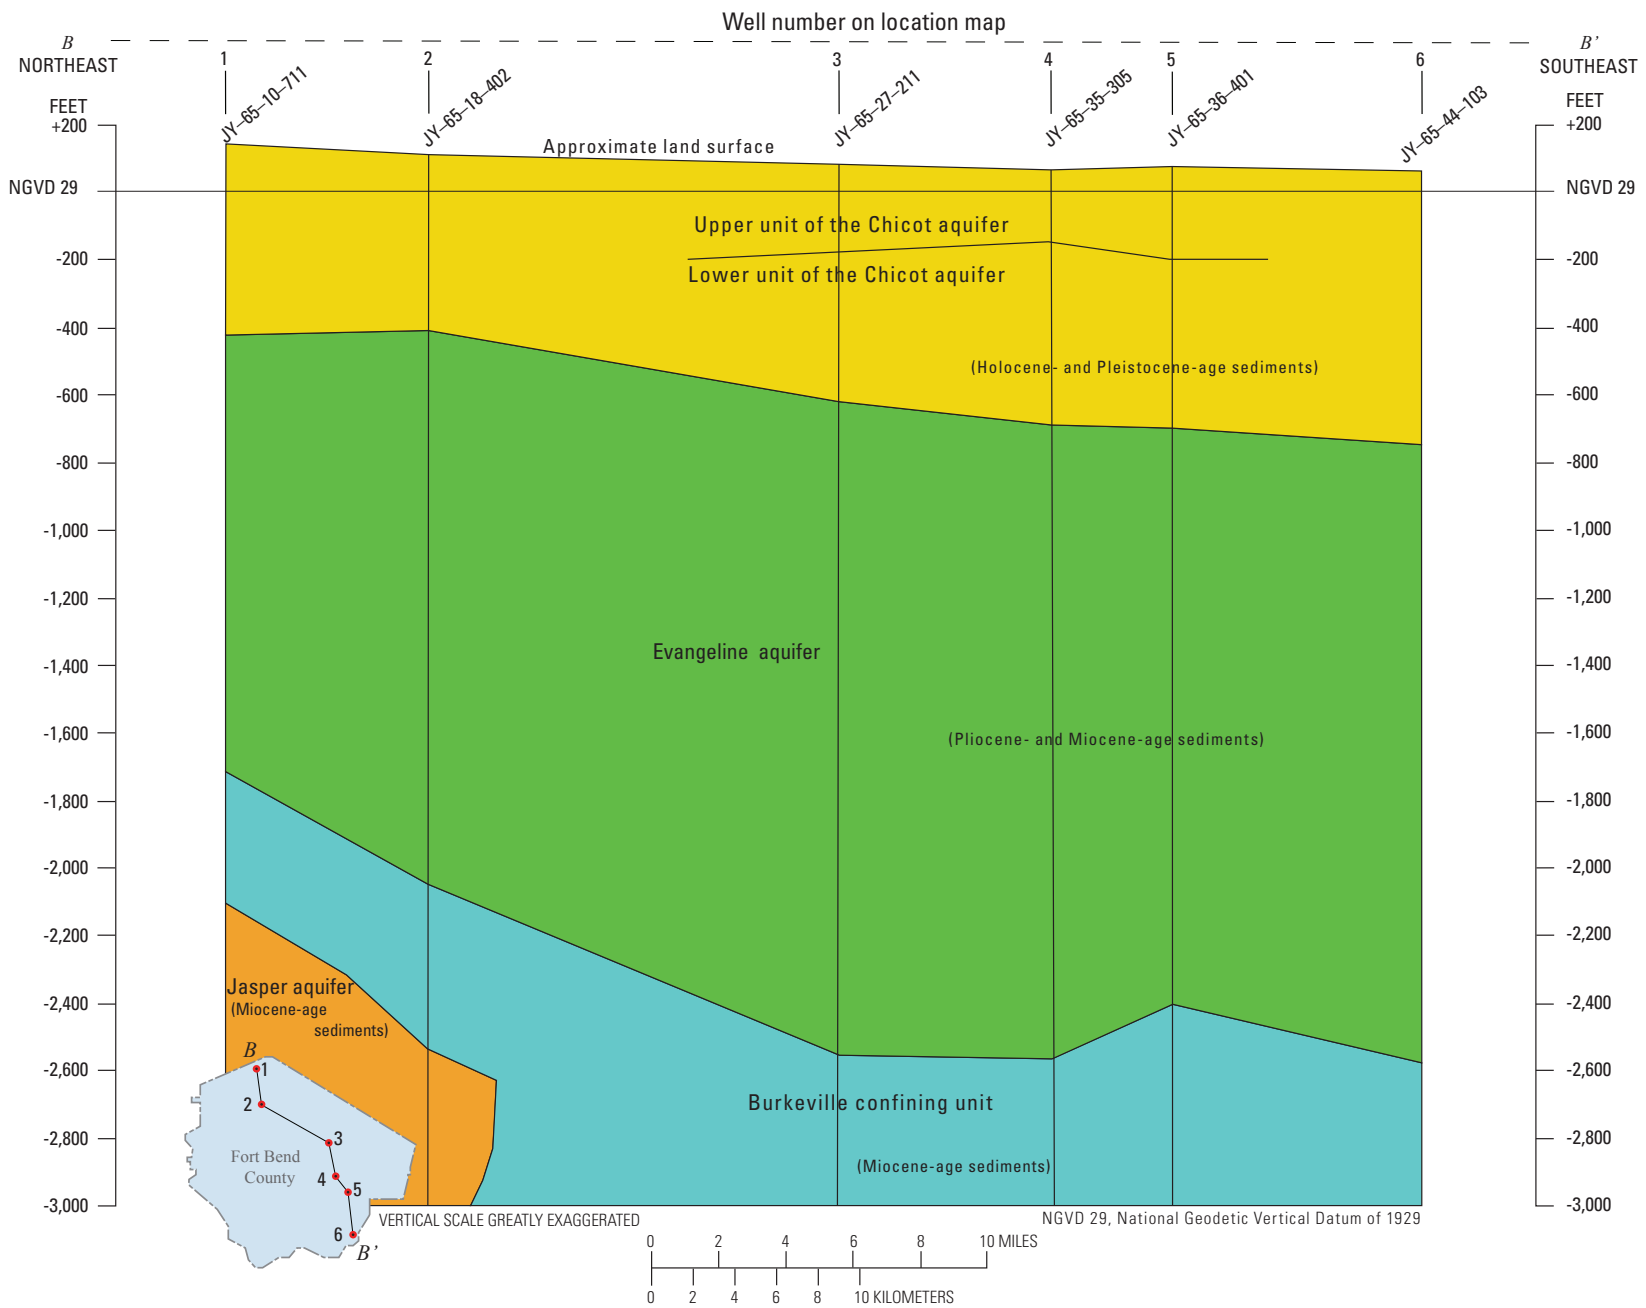 Well number on location map
B
B'
NORTHEAST
1
2
3
4
5
6
SOUTHEAST
JY–65–10–711
JY–65–18–402
JY–65–27–211
JY–65–35–305
JY–65–36–401
JY–65–44–103
FEET
FEET
+200
+200
Approximate land surface
NGVD 29
NGVD 29
Upper unit of the Chicot aquifer
-200
-200
Lower unit of the Chicot aquifer
-400
-400
(Holocene- and Pleistocene-age sediments)
-600
-600
-800
-800
-1,000
-1,000
-1,200
-1,200
Evangeline aquifer
-1,400
-1,400
-1,600
-1,600
(Pliocene- and Miocene-age sediments)
-1,800
-1,800
-2,000
-2,000
-2,200
-2,200
Jasper aquifer
(Miocene-age
sediments)
-2,400
-2,400
B
1
2
3
4
5
6
B'
Fort Bend
County
-2,600
-2,600
Burkeville confining unit
-2,800
-2,800
(Miocene-age sediments)
-3,000
-3,000
VERTICAL SCALE GREATLY EXAGGERATED
NGVD 29, National Geodetic Vertical Datum of 1929
0 2 4 6 8 10 MILES
0 2 4 6 8 10 KILOMETERS